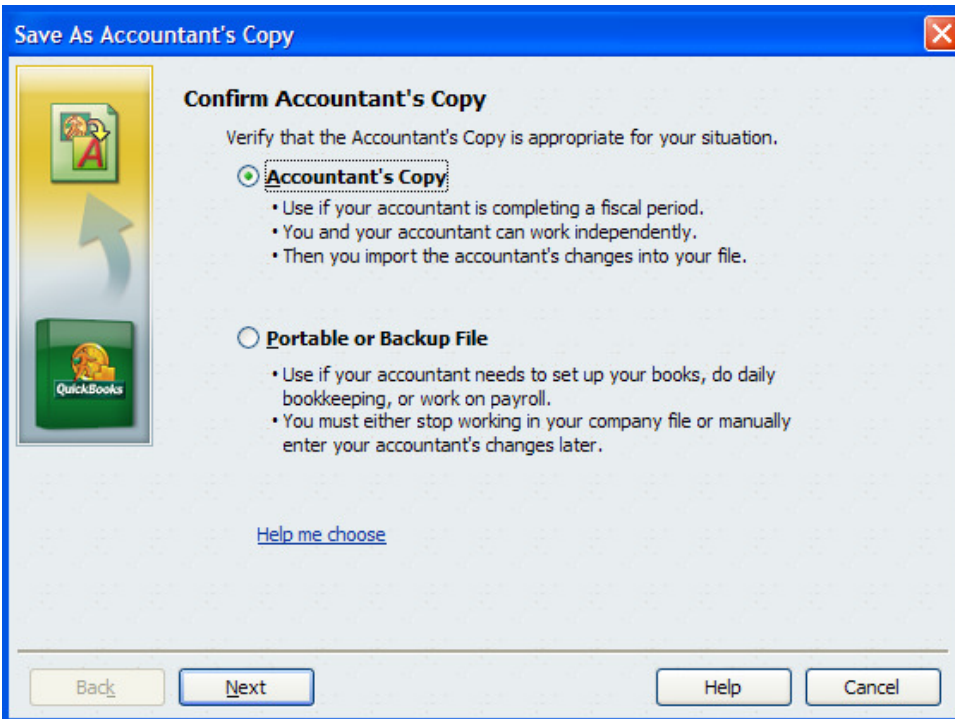 Save As Accountant's Copy
Confirm Accountant's Copy
Verify that the Accountant's Copy is appropriate for your situation.
Accountant's Copy
• Use if your accountant is completing a fiscal period.
• You and your accountant can work independently.
• Then you import the accountant's changes into your file.
Portable or Backup File
• Use if your accountant needs to set up your books, do daily
bookkeeping, or work on payroll.
• You must either stop working in your company file or manually
enter your accountant's changes later.
A
QuickBooks
Help me choose
Back
Next
Help
Cancel